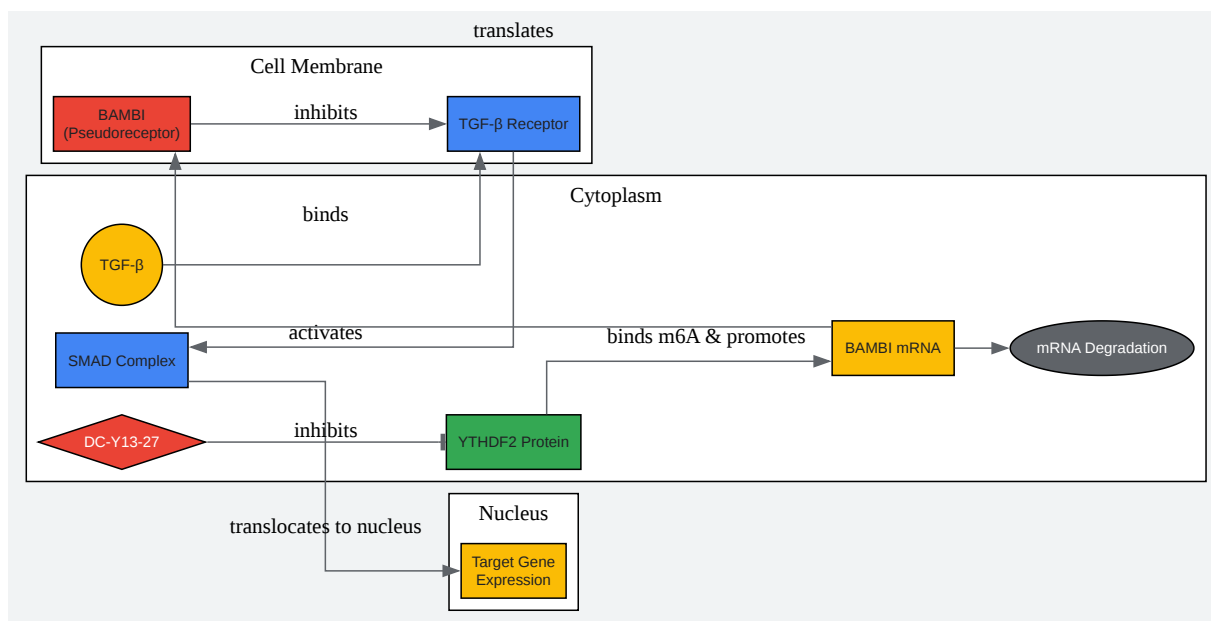 translates
Cell Membrane
BAMBI
(Pseudoreceptor)
inhibits
TGF-β Receptor
Cytoplasm
binds
TGF-β
activates
binds m6A & promotes
SMAD Complex
BAMBI mRNA
mRNA Degradation
DC-Y13-27
inhibits
YTHDF2 Protein
Nucleus
translocates to nucleus
Target Gene
Expression